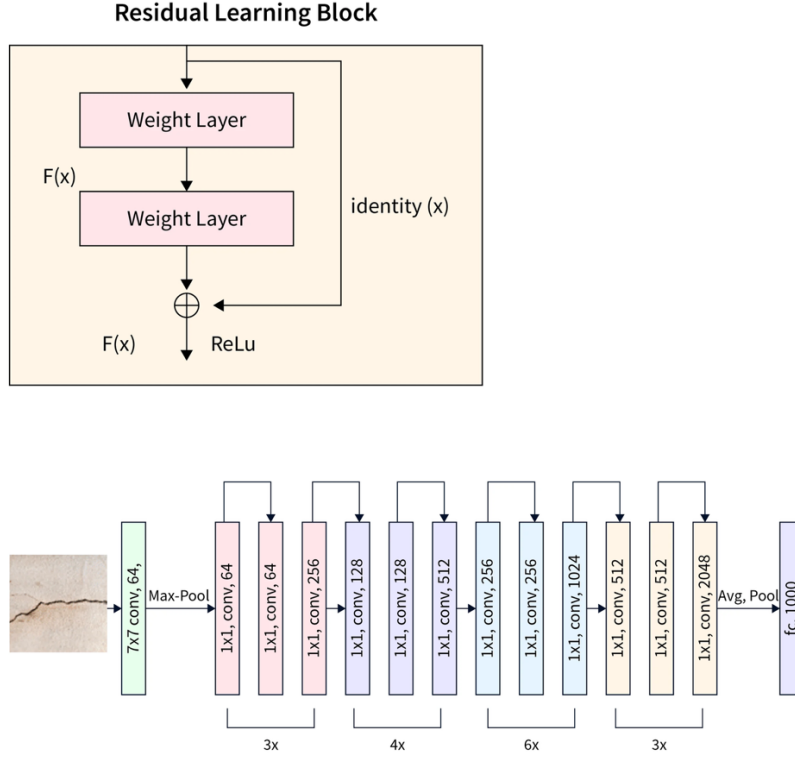 Residual Learning Block
Weight Layer
F(x)
Weight Layer
identity (x)
F(x)
ReLu
7x7 conv, 64,
Max-Pool
1x1, conv, 64
1x1, conv, 64
1x1, conv, 256
1x1, conv, 128
1x1, conv, 128
1x1, conv, 512
1x1, conv, 256
1x1, conv, 256
1x1, conv, 1024
1x1, conv, 512
1x1, conv, 512
1x1, conv, 2048
Avg, Pool
fc, 1000
3x
4x
6x
3x